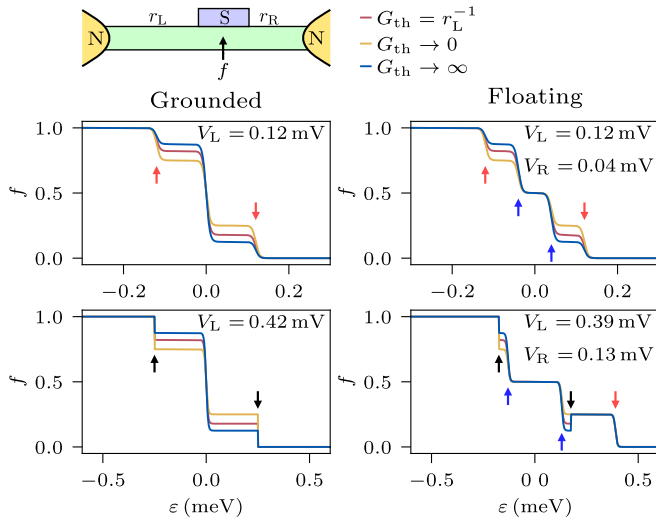 r_L S r_R
N N
f
G_th = r_L^{-1}
G_th → 0
G_th → ∞
Grounded
Floating
1.0
0.5
0.0
f
V_L = 0.12 mV
−0.2 0.0 0.2
1.0
0.5
0.0
f
V_L = 0.12 mV
V_R = 0.04 mV
−0.2 0.0 0.2
1.0
0.5
0.0
f
V_L = 0.42 mV
−0.5 0.0 0.5
ε (meV)
1.0
0.5
0.0
f
V_L = 0.39 mV
V_R = 0.13 mV
−0.5 0.0 0.5
ε (meV)